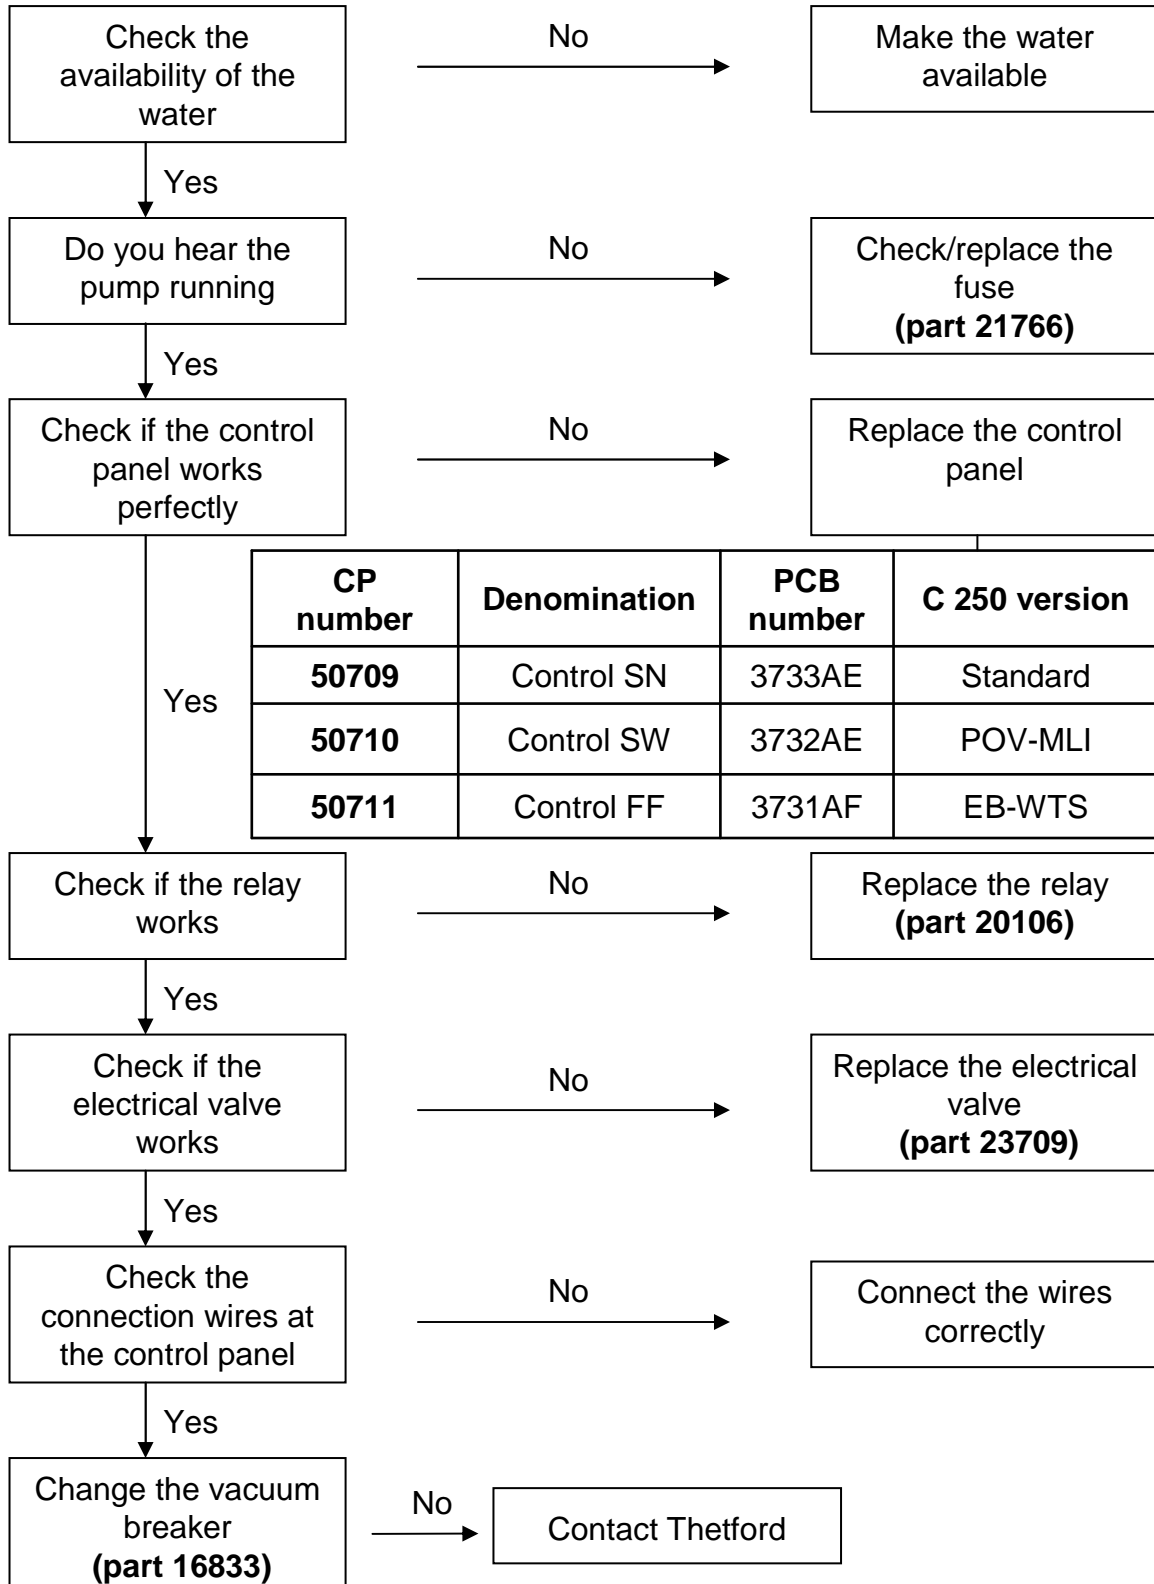 Check the
availability of the
water
No
Make the water
available
Yes
Do you hear the
pump running
No
Check/replace the
fuse
(part 21766)
Yes
Check if the control
panel works
perfectly
No
Replace the control
panel
Yes
CP
number
Denomination
PCB
number
C 250 version
50709
Control SN
3733AE
Standard
50710
Control SW
3732AE
POV-MLI
50711
Control FF
3731AF
EB-WTS
Check if the relay
works
No
Replace the relay
(part 20106)
Yes
Check if the
electrical valve
works
No
Replace the electrical
valve
(part 23709)
Yes
Check the
connection wires at
the control panel
No
Connect the wires
correctly
Yes
Change the vacuum
breaker
(part 16833)
No
Contact Thetford